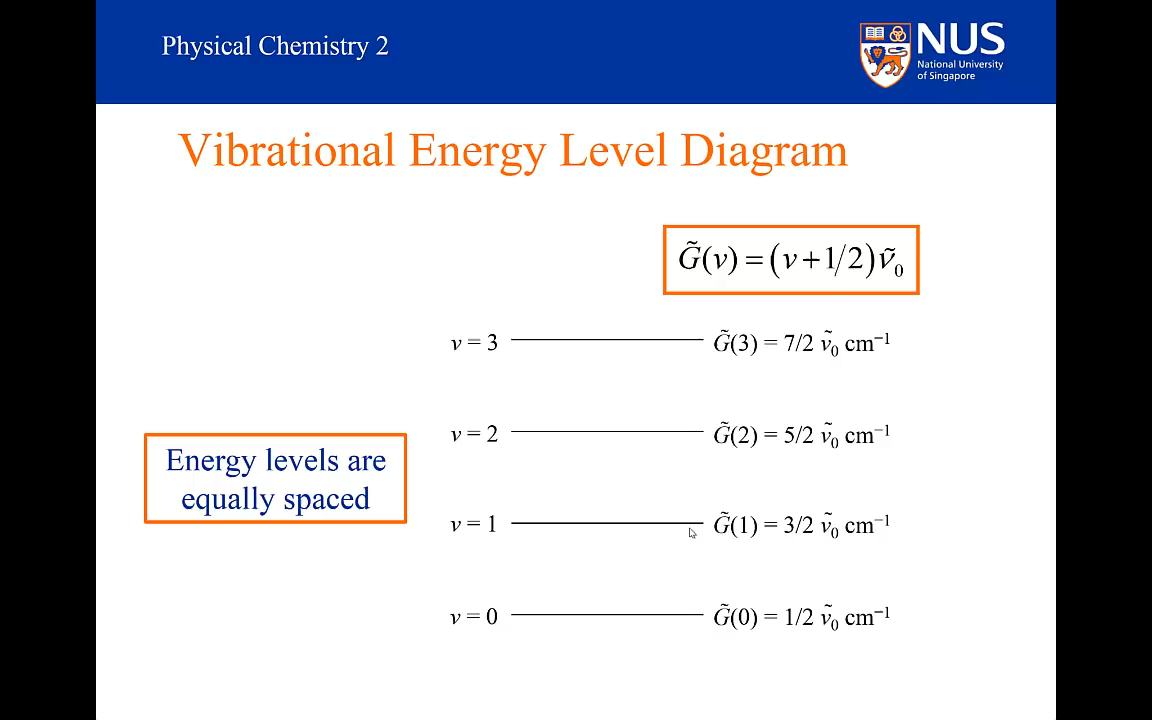 Physical Chemistry 2
NUS
National University
of Singapore
Vibrational Energy Level Diagram
G̃(v) = (v + 1/2) ṽ₀
v = 3 G̃(3) = 7/2 ṽ₀ cm⁻¹
v = 2 G̃(2) = 5/2 ṽ₀ cm⁻¹
Energy levels are
equally spaced
v = 1 G̃(1) = 3/2 ṽ₀ cm⁻¹
v = 0 G̃(0) = 1/2 ṽ₀ cm⁻¹